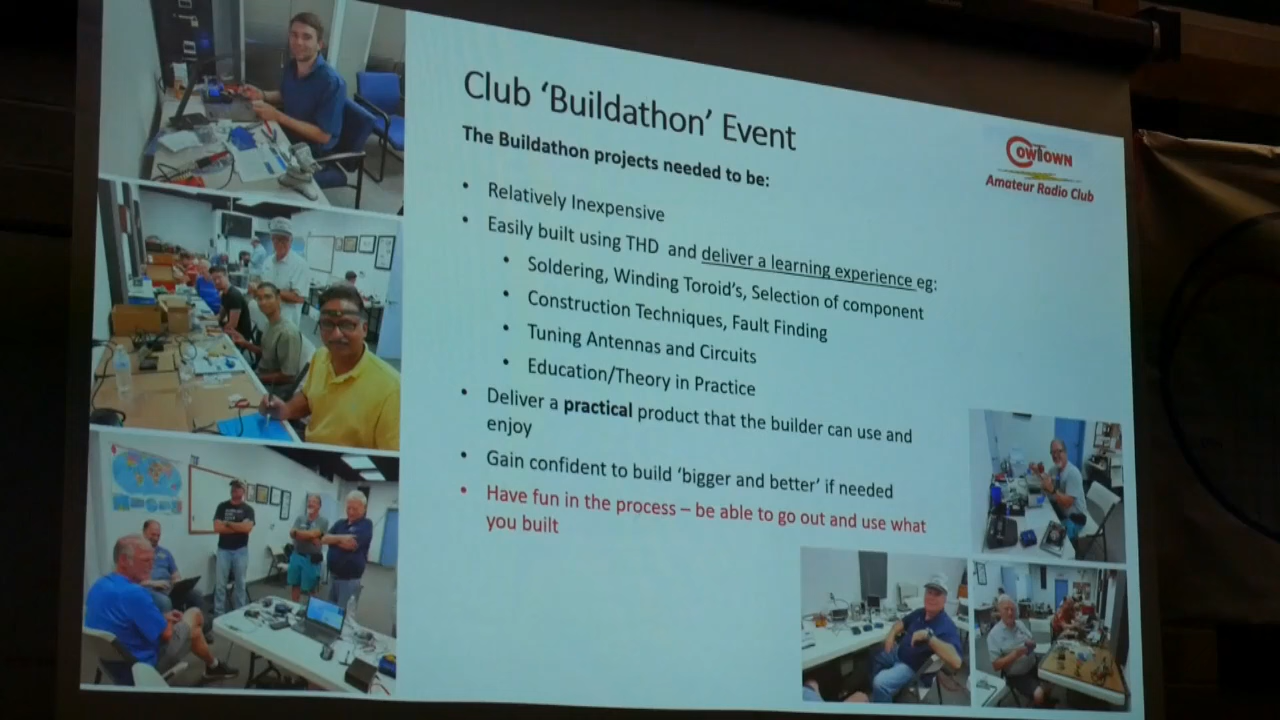 Club ‘Buildathon’ Event
The Buildathon projects needed to be:
COWTOWN
Amateur Radio Club
• Relatively Inexpensive
• Easily built using THD and deliver a learning experience eg:
• Soldering, Winding Toroid’s, Selection of component
• Construction Techniques, Fault Finding
• Tuning Antennas and Circuits
• Education/Theory in Practice
• Deliver a practical product that the builder can use and
enjoy
• Gain confident to build ‘bigger and better’ if needed
• Have fun in the process – be able to go out and use what
you built